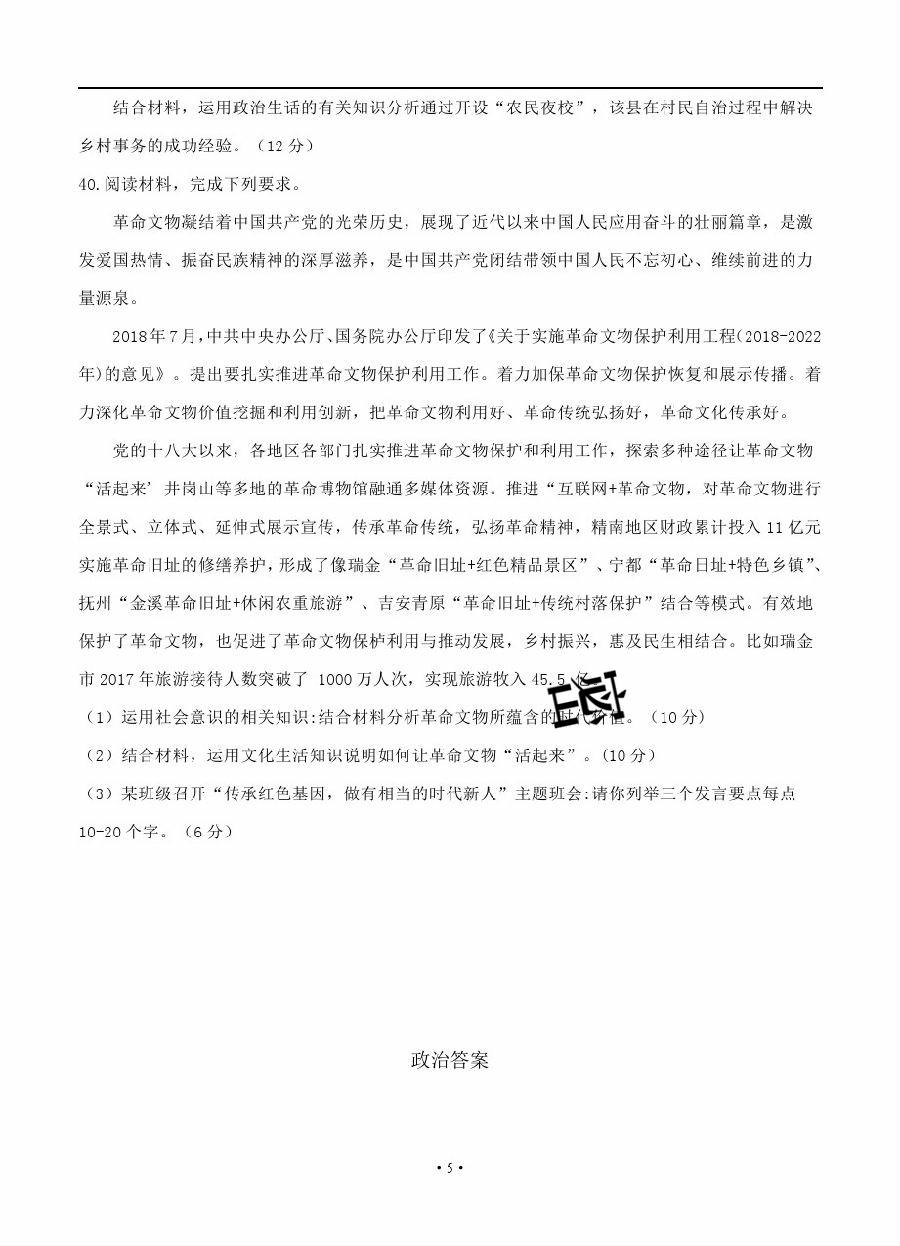 结合材料，运用政治生活的有关知识分析通过开设“农民夜校”，该县在村民自治过程中解决
乡村事务的成功经验。（12 分）
40.阅读材料，完成下列要求。
革命文物凝结着中国共产党的光荣历史，展现了近代以来中国人民应用奋斗的壮丽篇章，是激
发爱国热情、振奋民族精神的深厚滋养，是中国共产党闭结带领中国人民不忘初心、维续前进的力
量源泉。
2018年7月，中共中央办公厅、国务院办公厅印发了《关于实施革命文物保护利用工程(2018-2022
年)的意见》。是出要扎实推进革命文物保护利用工作。着力加保革命文物保护恢复和展示传播。着
力深化革命文物价值挖掘和利用创新，把革命文物利用好、革命传统弘扬好，革命文化传承好。
党的十八大以来，各地区各部门扎实推进革命文物保护和利用工作，探索多种途径让革命文物
“活起来’井岗山等多地的革命博物馆融通多媒体资源．推进“互联网+革命文物，对革命文物进行
全景式、立体式、延伸式展示宣传，传承革命传统，弘扬革命精神，精南地区财政累计投入 11 亿元
实施革命旧址的修缮养护，形成了像瑞金“革命旧址+红色精品景区”、宁都“革命日址+特色乡镇”、
抚州“金溪革命旧址+休闲农重旅游”、吉安青原“革命旧址+传统村落保护”结合等模式。有效地
保护了革命文物，也促进了革命文物保栌利用与推动发展，乡村振兴，惠及民生相结合。比如瑞金
市 2017 年旅游接待人数突破了 1000 万人次，实现旅游牧入 45.5 亿
（1）运用社会意识的相关知识:结合材料分析革命文物所蕴含的时代价值。（10 分)
（2）结合材料，运用文化生活知识说明如何让革命文物“活起来”。(10 分）
（3）某班级召开“传承红色基因，做有相当的时代新人”主题班会:请你列举三个发言要点每点
10-20 个字。（6 分）
政治答案
·5·